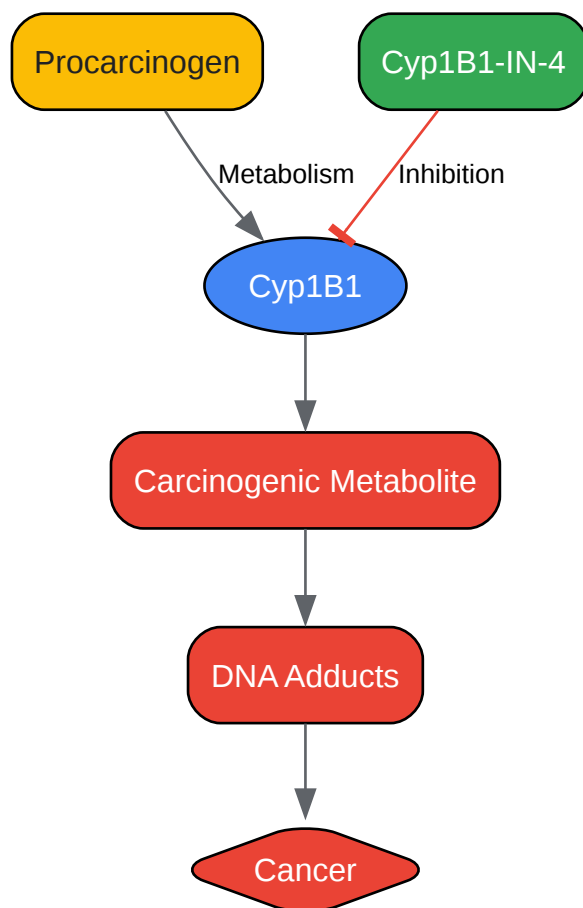 Procarcinogen
Cyp1B1-IN-4
Metabolism
Inhibition
Cyp1B1
Carcinogenic Metabolite
DNA Adducts
Cancer